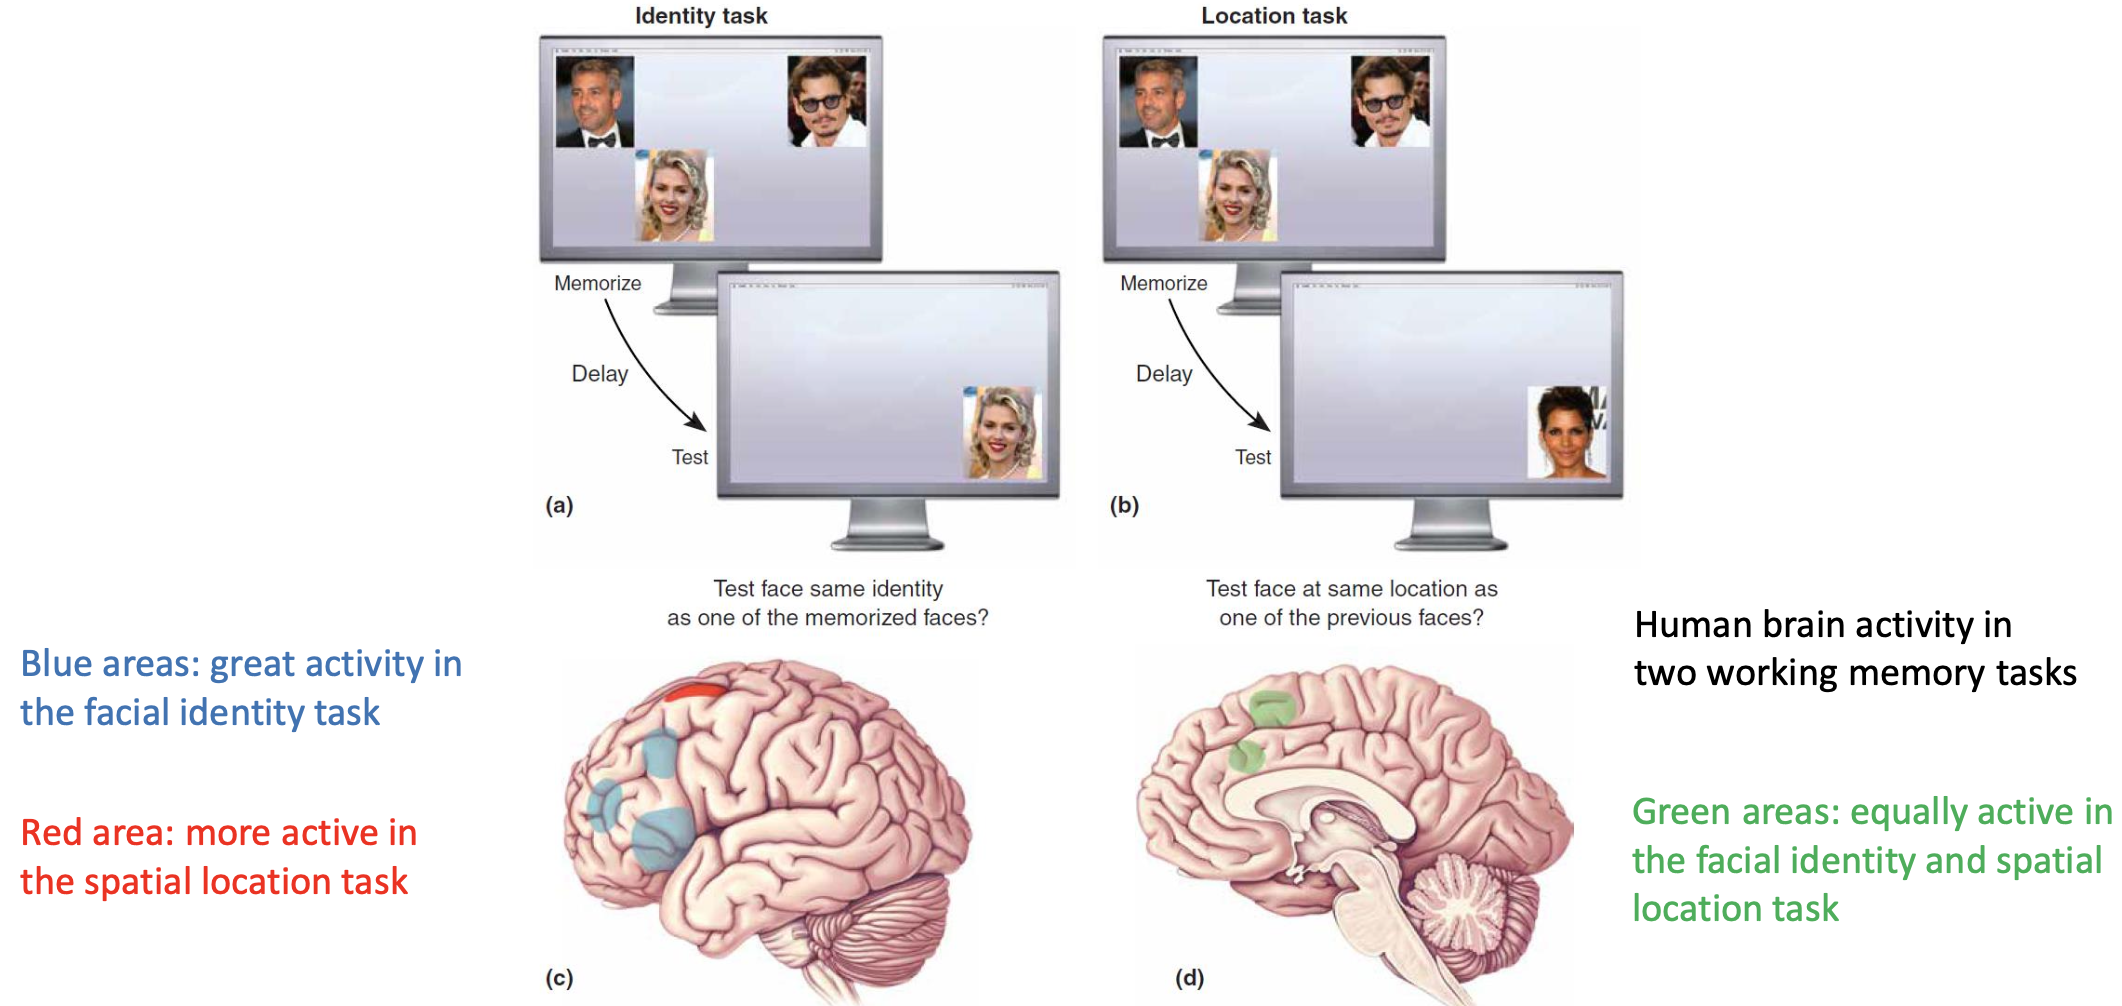 Identity task
Location task
Memorize
Delay
Test
(a)
Memorize
Delay
Test
(b)
Test face same identity
as one of the memorized faces?
Test face at same location as
one of the previous faces?
Blue areas: great activity in
the facial identity task
Red area: more active in
the spatial location task
Human brain activity in
two working memory tasks
Green areas: equally active in
the facial identity and spatial
location task
(c)
(d)